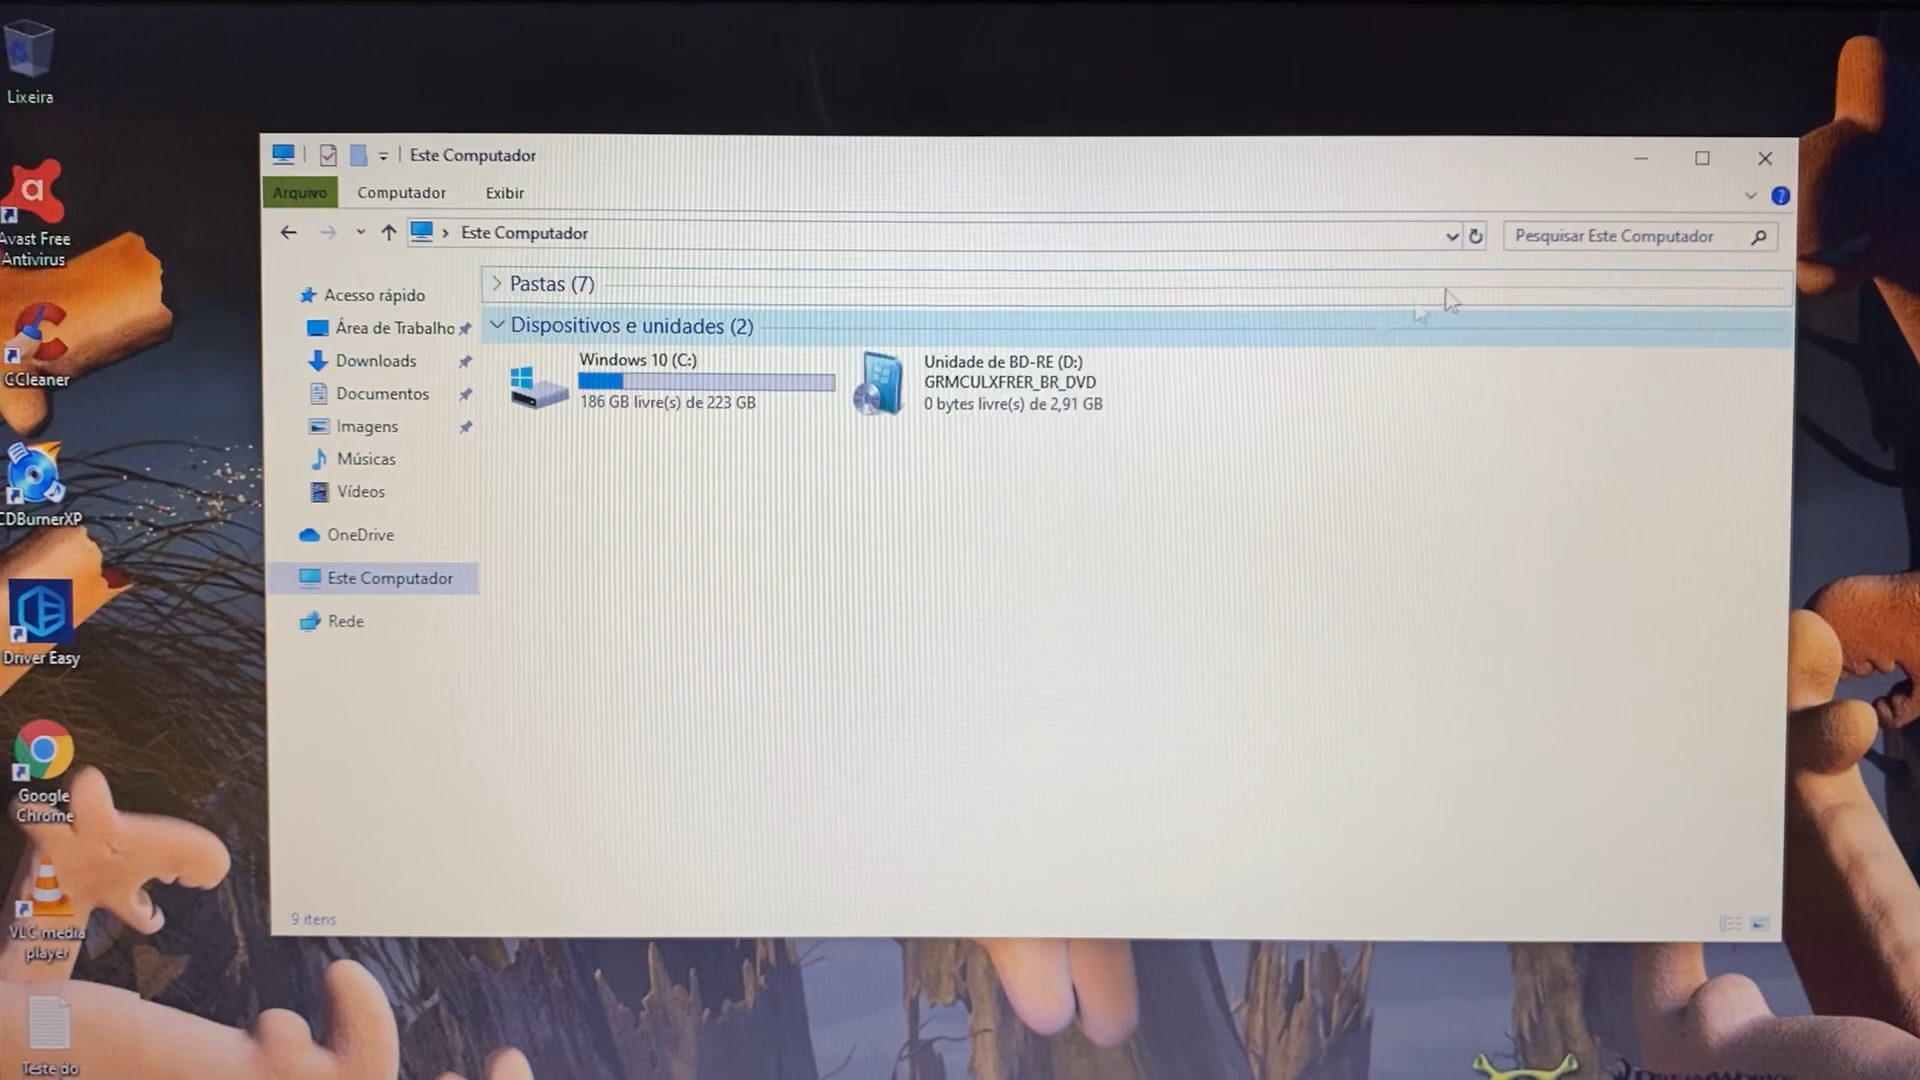 Lixeira
Avast Free
Antivirus
CCleaner
CDBurnerXP
Driver Easy
Google
Chrome
VLC media
player
Teste do
Este Computador
Arquivo
Computador
Exibir
Este Computador
Pesquisar Este Computador
Acesso rápido
Área de Trabalho
Downloads
Documentos
Imagens
Músicas
Vídeos
OneDrive
Este Computador
Rede
Pastas (7)
Dispositivos e unidades (2)
Windows 10 (C:)
186 GB livre(s) de 223 GB
Unidade de BD-RE (D:)
GRMCULXFRER_BR_DVD
0 bytes livre(s) de 2,91 GB
9 itens
DREAMWORKS